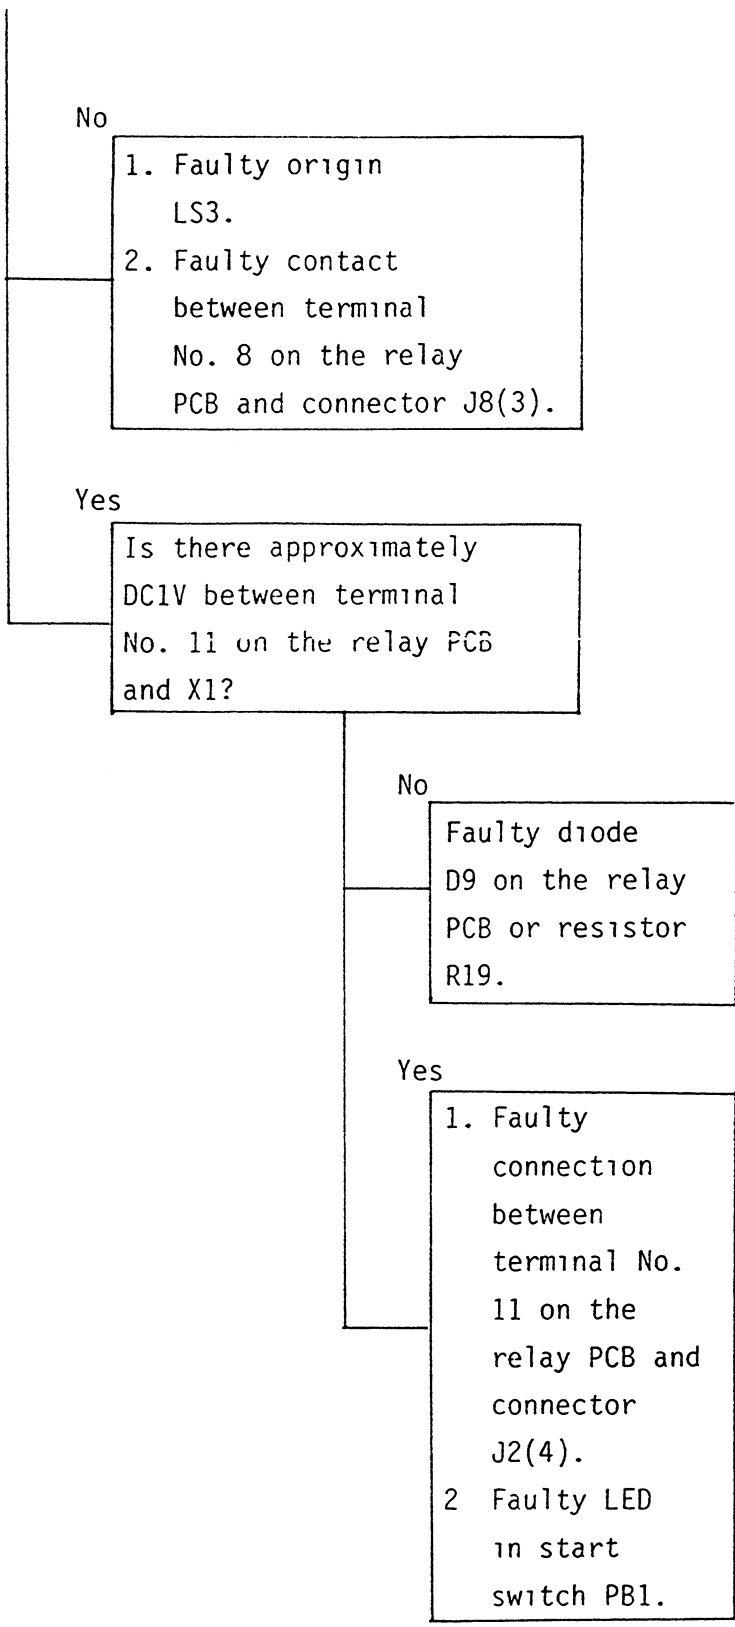 No
1. Faulty origin
LS3.
2. Faulty contact
between terminal
No. 8 on the relay
PCB and connector J8(3).
Yes
Is there approximately
DC1V between terminal
No. 11 on the relay PCB
and X1?
No
Faulty diode
D9 on the relay
PCB or resistor
R19.
Yes
1. Faulty
connection
between
terminal No.
11 on the
relay PCB and
connector
J2(4).
2 Faulty LED
in start
switch PB1.